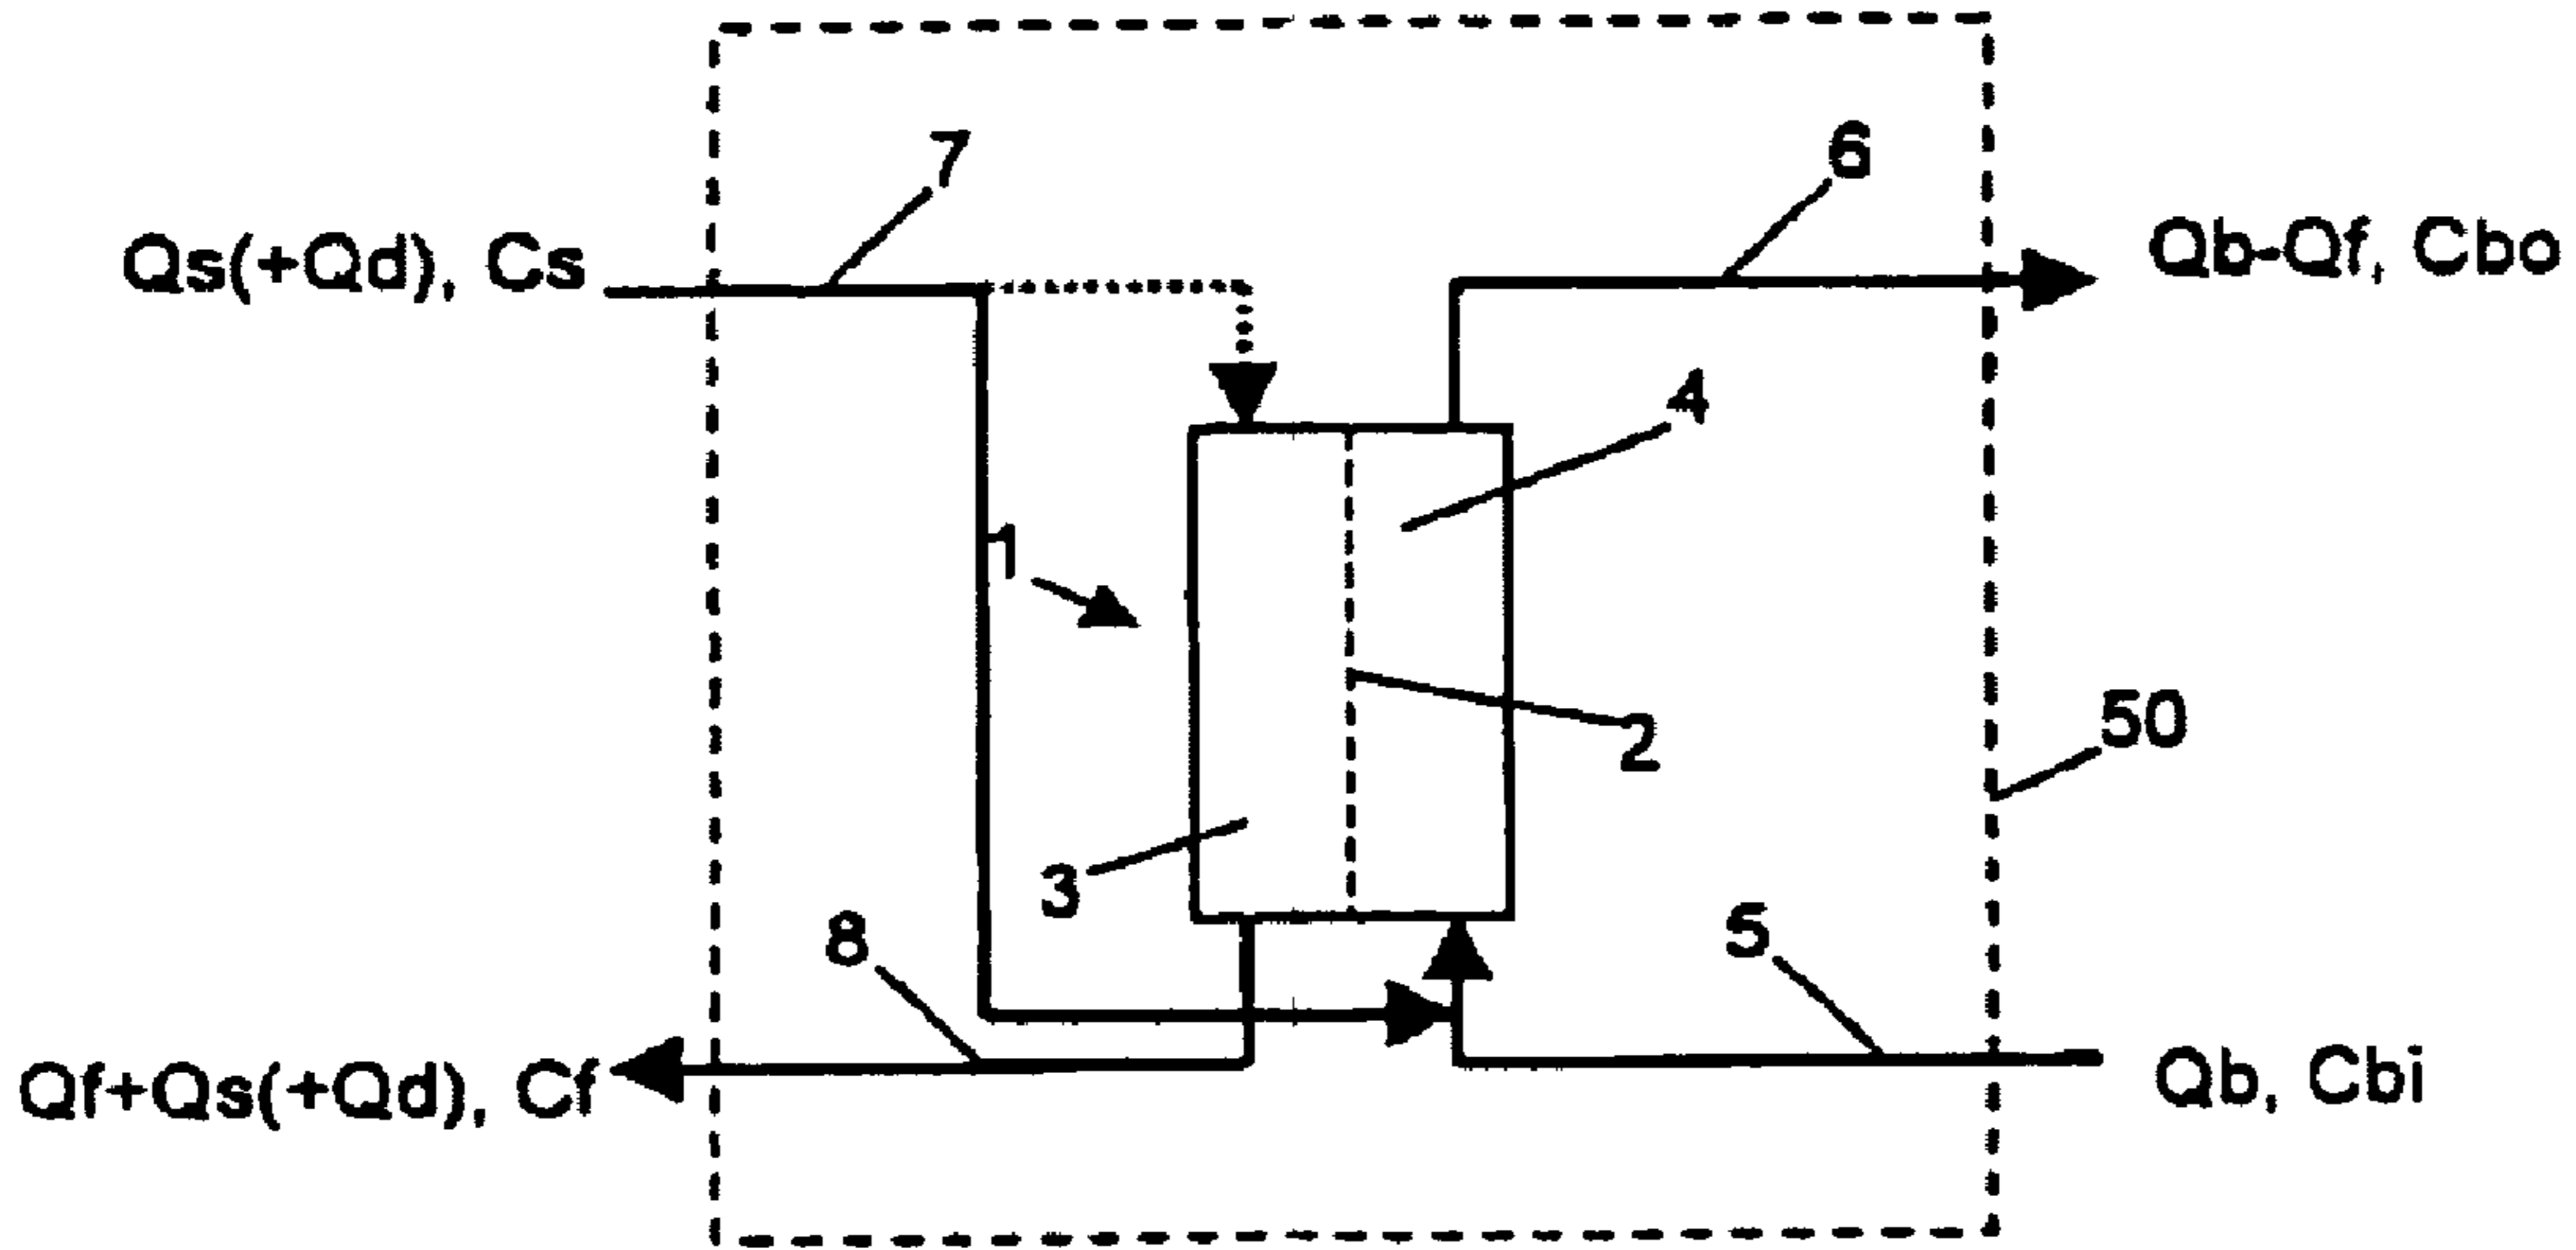 7
6
Qs(+Qd), Cs
Qb-Qf, Cbo
4
1
2
50
3
8
5
Qf+Qs(+Qd), Cf
Qb, Cbi